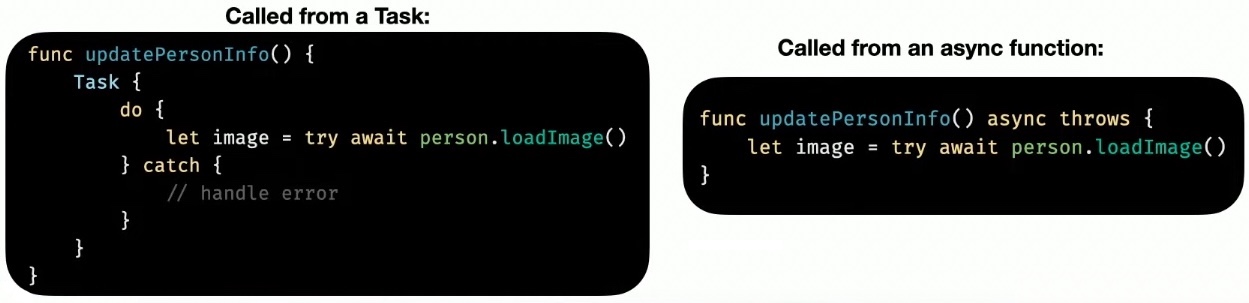 Called from a Task:
func updatePersonInfo() {
    Task {
        do {
            let image = try await person.loadImage()
        } catch {
            // handle error
        }
    }
}
Called from an async function:
func updatePersonInfo() async throws {
    let image = try await person.loadImage()
}